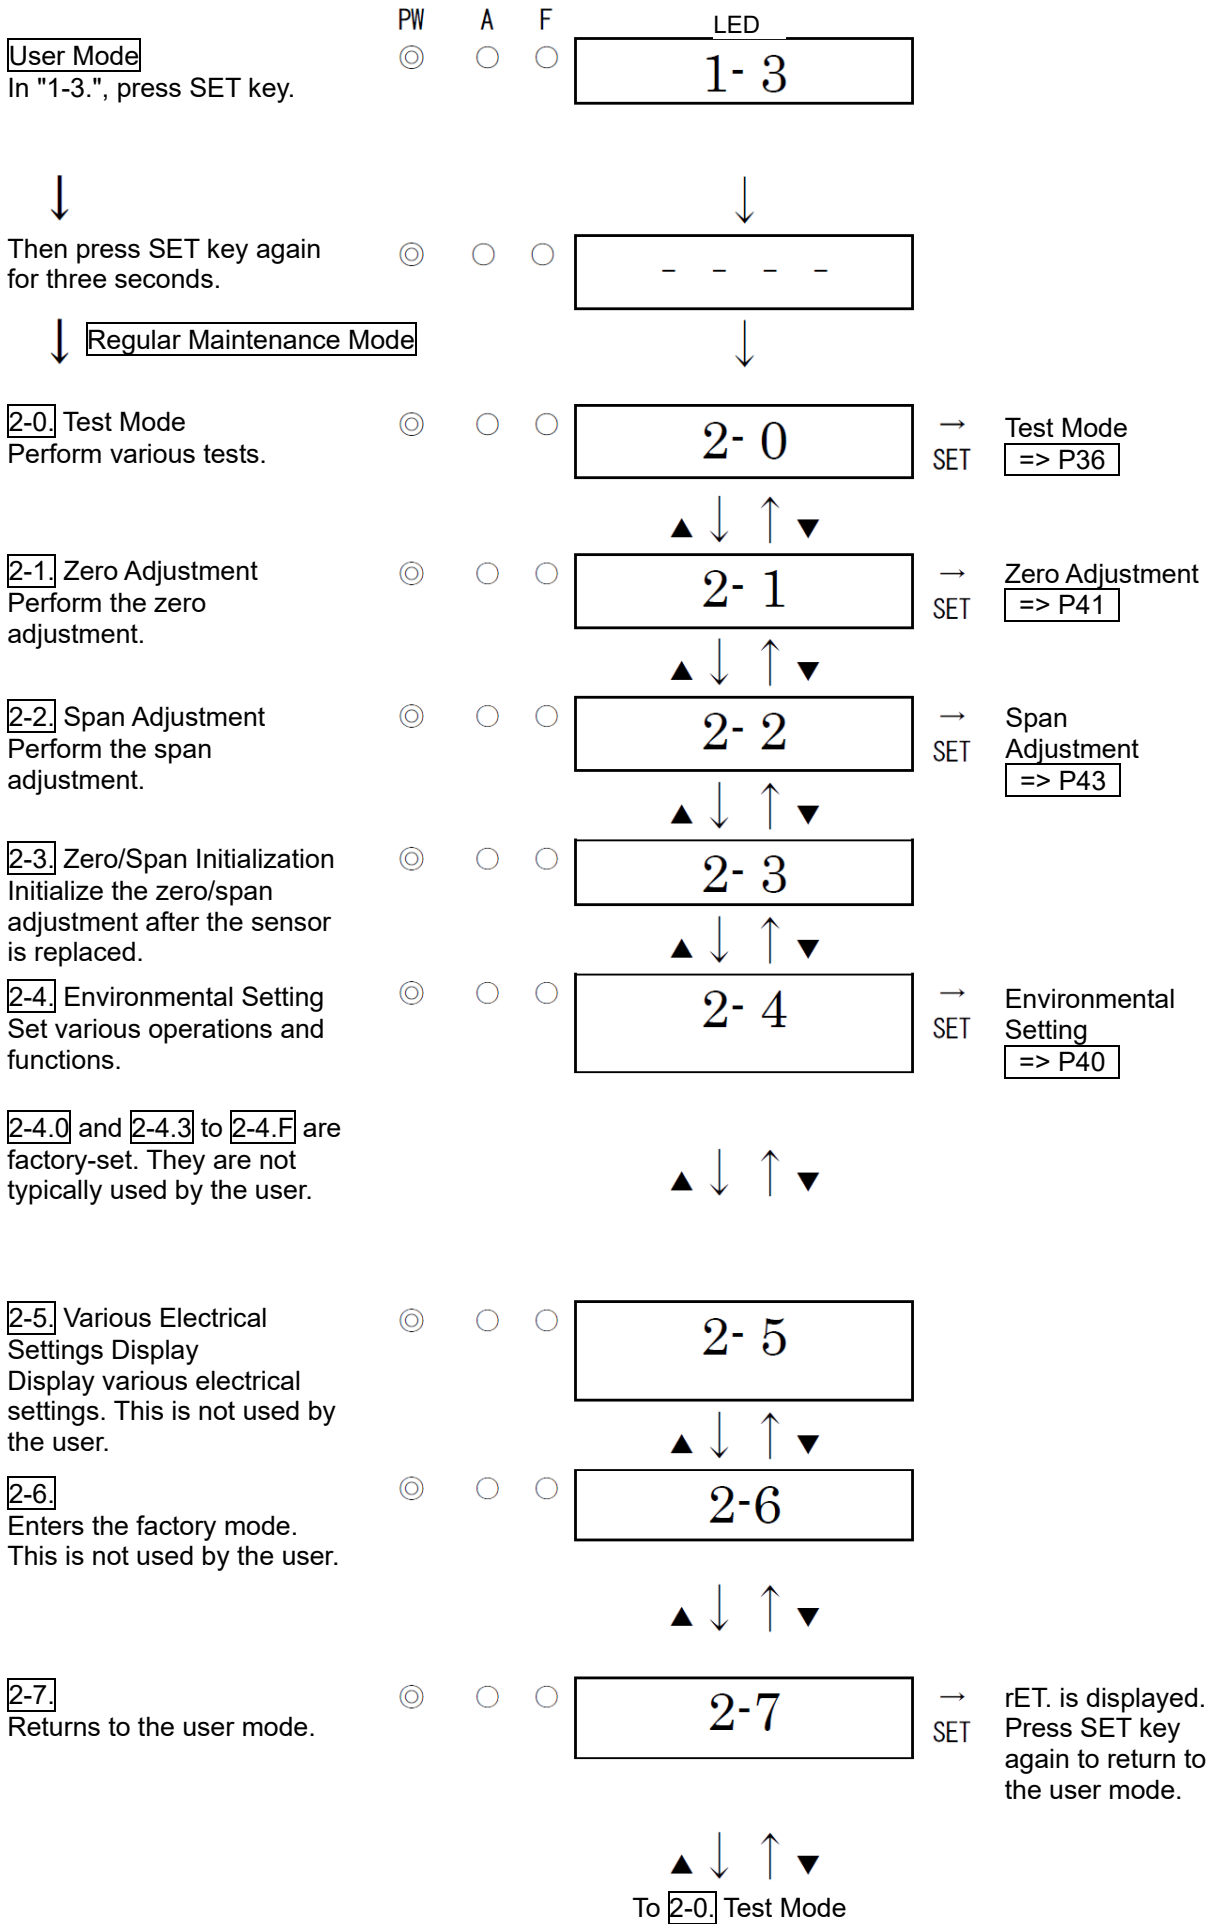 PW A F LED
User Mode
In "1-3.", press SET key.
1- 3
Then press SET key again
for three seconds.
- - - -
Regular Maintenance Mode
2-0. Test Mode
Perform various tests.
2- 0
→
SET
Test Mode
=> P36
▲ ↓ ↑ ▼
2-1. Zero Adjustment
Perform the zero
adjustment.
2- 1
→
SET
Zero Adjustment
=> P41
▲ ↓ ↑ ▼
2-2. Span Adjustment
Perform the span
adjustment.
2- 2
→
SET
Span
Adjustment
=> P43
▲ ↓ ↑ ▼
2-3. Zero/Span Initialization
Initialize the zero/span
adjustment after the sensor
is replaced.
2- 3
▲ ↓ ↑ ▼
2-4. Environmental Setting
Set various operations and
functions.
2- 4
→
SET
Environmental
Setting
=> P40
2-4.0 and 2-4.3 to 2-4.F are
factory-set. They are not
typically used by the user.
▲ ↓ ↑ ▼
2-5. Various Electrical
Settings Display
Display various electrical
settings. This is not used by
the user.
2- 5
▲ ↓ ↑ ▼
2-6.
Enters the factory mode.
This is not used by the user.
2-6
▲ ↓ ↑ ▼
2-7.
Returns to the user mode.
2-7
→
SET
rET. is displayed.
Press SET key
again to return to
the user mode.
▲ ↓ ↑ ▼
To 2-0. Test Mode